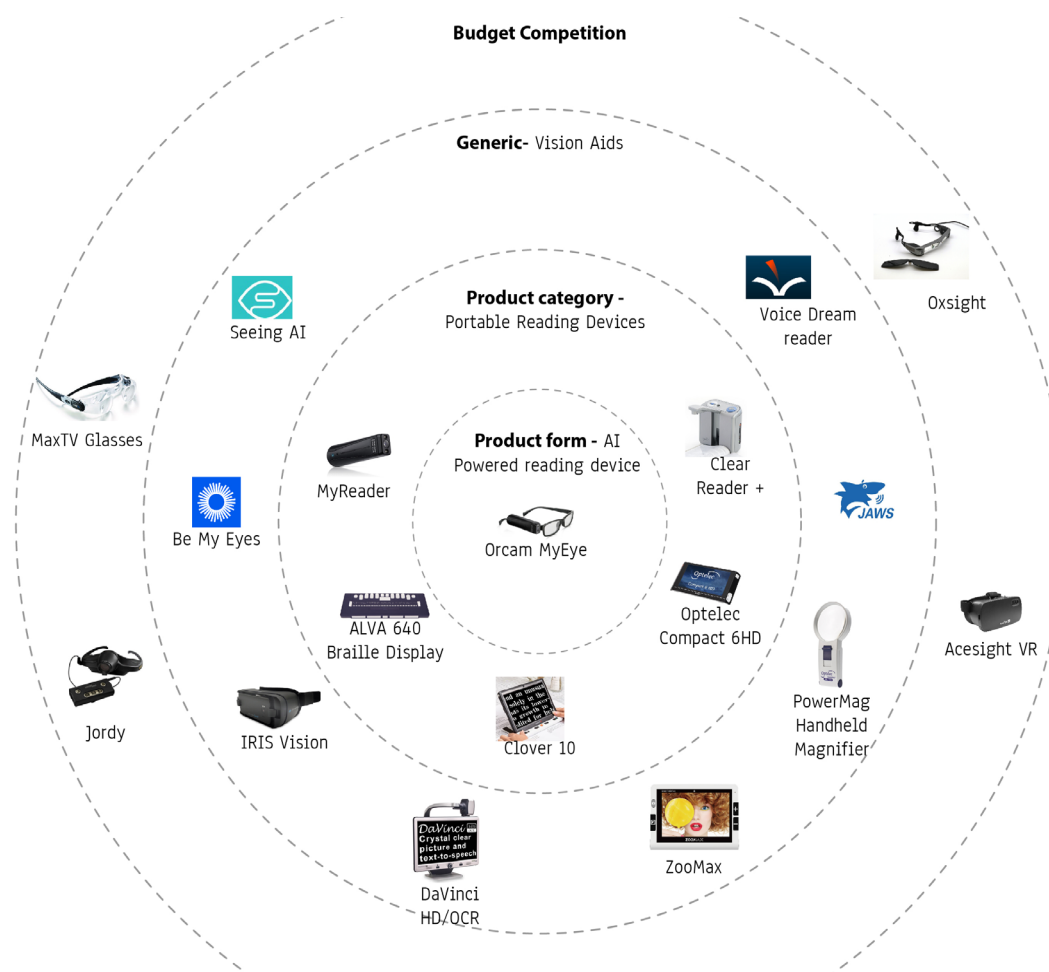 Budget Competition
Generic- Vision Aids
Product category -
Portable Reading Devices
Voice Dream
reader
Oxsight
Seeing AI
MaxTV Glasses
Product form - AI
Powered reading device
MyReader
Clear
Reader +
Orcam MyEye
JAWS
Be My Eyes
Optelec
Optelec
Compact 6HD
ALVA 640
Braille Display
Acesight VR
PowerMag
Handheld
Magnifier
Jordy
IRIS Vision
Clover 10
DaVinci
Crystal clear
picture and
text-to-speech
DaVinci
HD/OCR
ZooMax